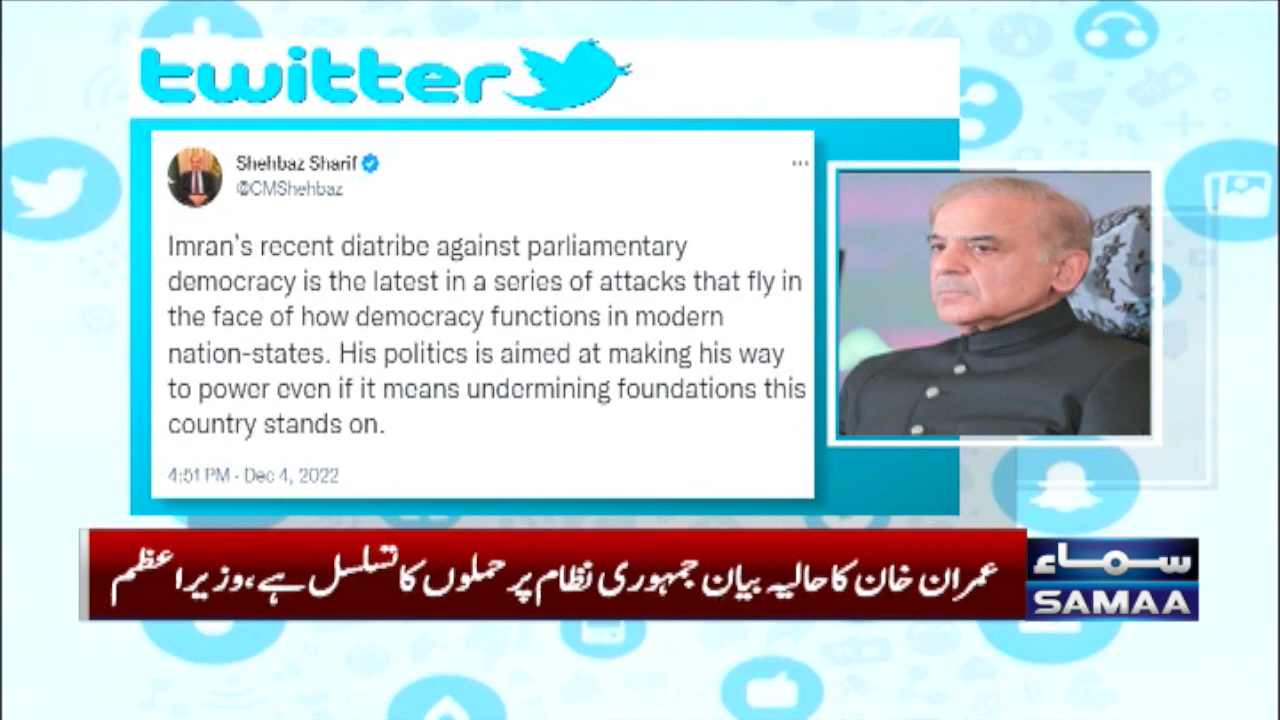 twitter
Shehbaz Sharif
@CMShehbaz
Imran's recent diatribe against parliamentary
democracy is the latest in a series of attacks that fly in
the face of how democracy functions in modern
nation-states. His politics is aimed at making his way
to power even if it means undermining foundations this
country stands on.
4:51 PM - Dec 4, 2022
عمران خان کا حالیہ بیان جمہوری نظام پر حملوں کا تسلسل ہے، وزیراعظم
سماء
SAMAA